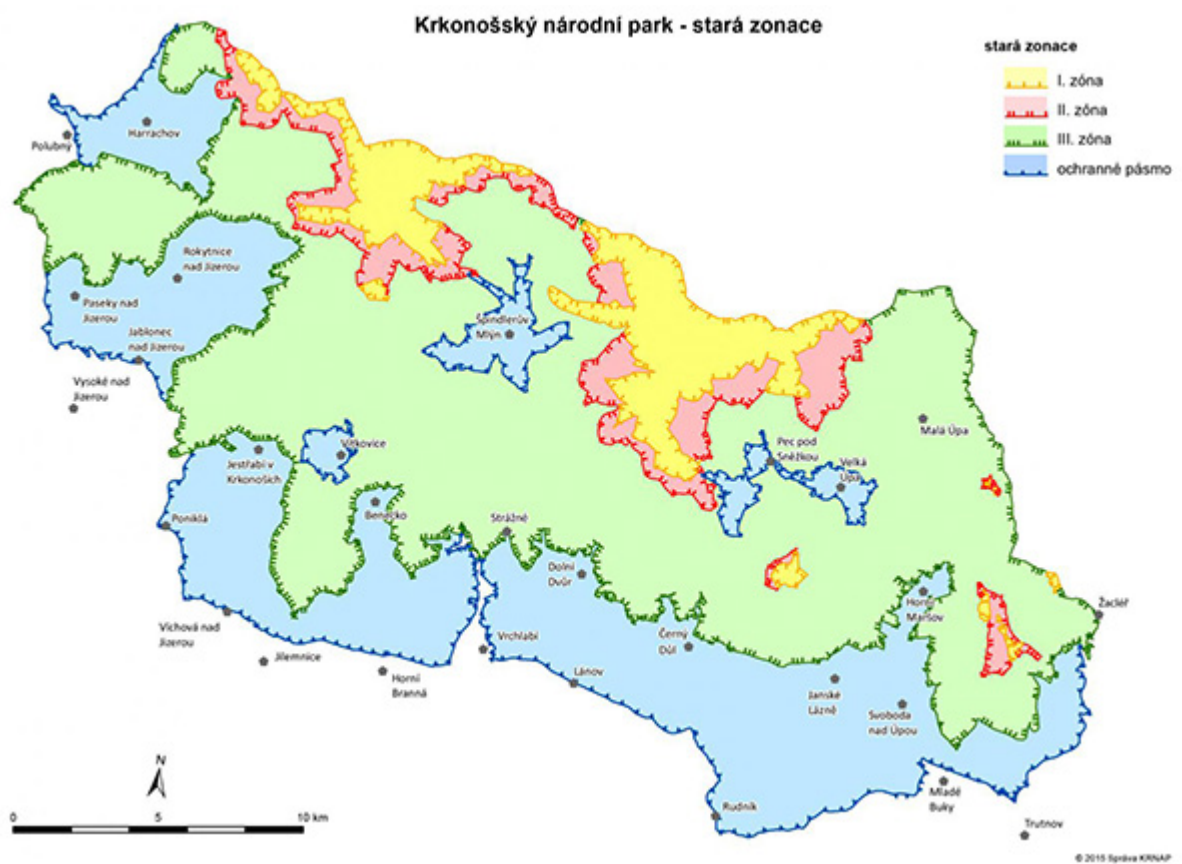 Krkonošský národní park - stará zonace
stará zonace
I. zóna
II. zóna
III. zóna
ochranné pásmo
Harrachov
Polubný
Rokytnice
nad Jizerou
Paseky nad
Jizerou
Jablonec
nad Jizerou
Vysoké nad
Jizerou
Špindlerův
Mlýn
Malá Úpa
Pec pod
Sněžkou
Velká
Úpa
Vítkovice
Jestřabí v
Krkonoších
Benecko
Poniklá
Strážné
Dolní
Dvůr
Horní
Maršov
Žacléř
Víchová nad
Jizerou
Jilemnice
Horní
Branná
Vrchlabí
Lánov
Černý
Důl
Janské
Lázně
Svoboda
nad Úpou
Mladé
Buky
Rudník
Trutnov
N
0 5 10 km
© 2015 Správa KRNAP